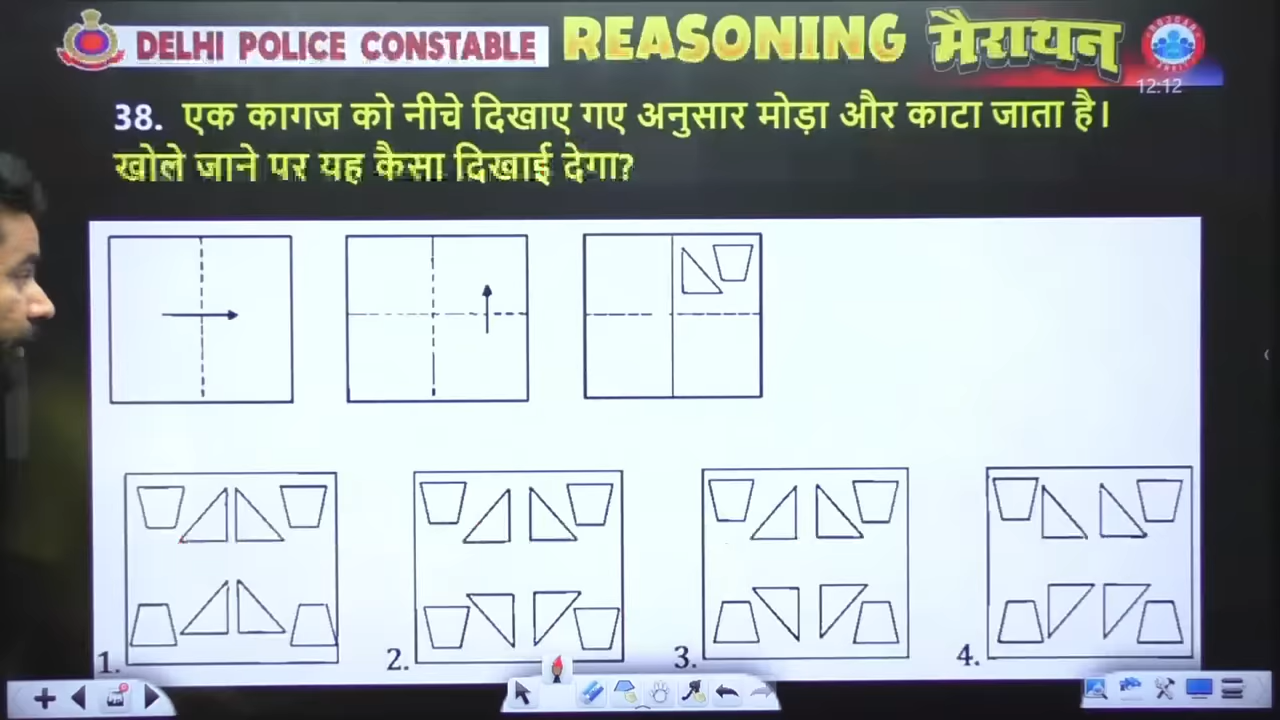 DELHI POLICE CONSTABLE REASONING मैराथन
12:12
38. एक कागज को नीचे दिखाए गए अनुसार मोड़ा और काटा जाता है।
खोले जाने पर यह कैसा दिखाई देगा?
1. 2. 3. 4.